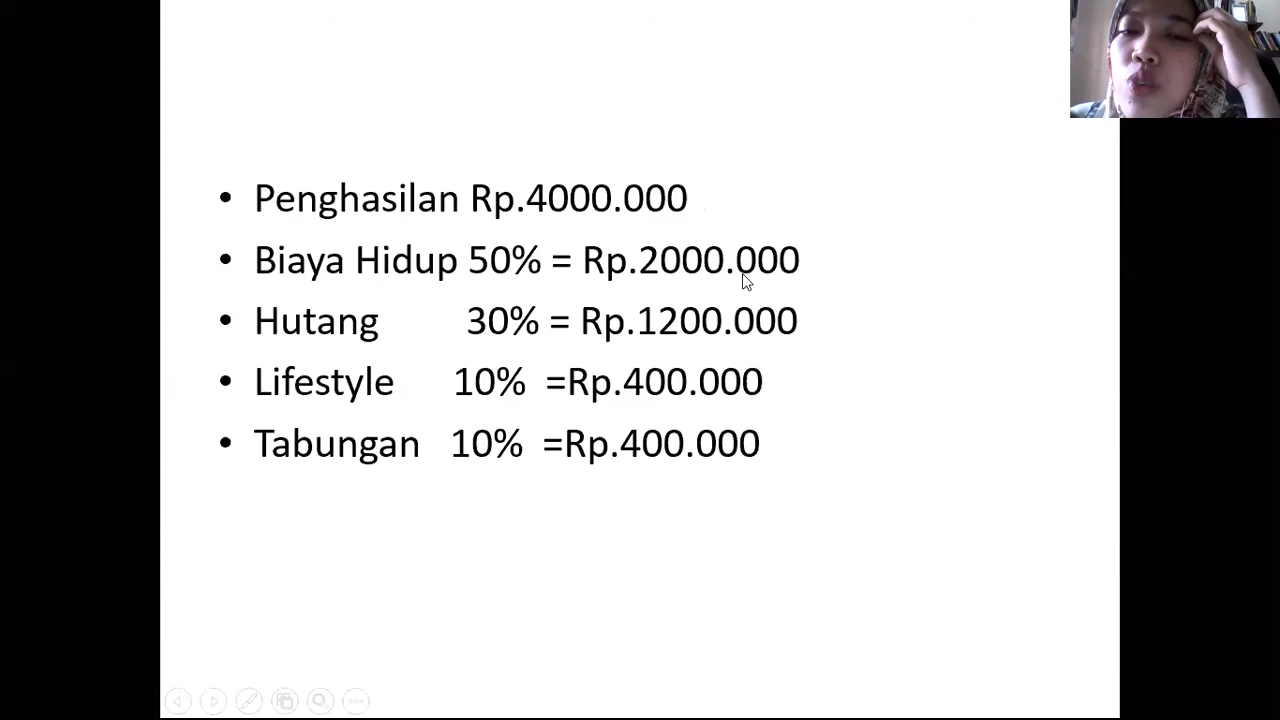 • Penghasilan Rp.4000.000
• Biaya Hidup 50% = Rp.2000.000
• Hutang 30% = Rp.1200.000
• Lifestyle 10% =Rp.400.000
• Tabungan 10% =Rp.400.000